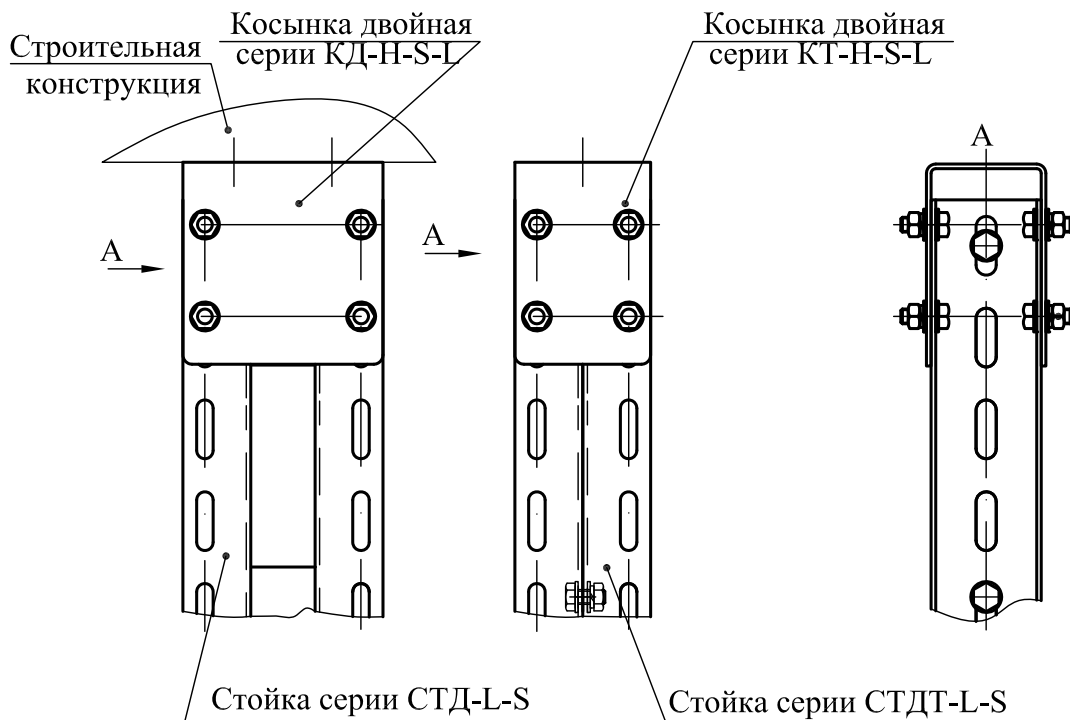 Строительная
конструкция
Косынка двойная
серии КД-H-S-L
Косынка двойная
серии КТ-H-S-L
А
А
А
Стойка серии СТД-L-S
Стойка серии СТДТ-L-S